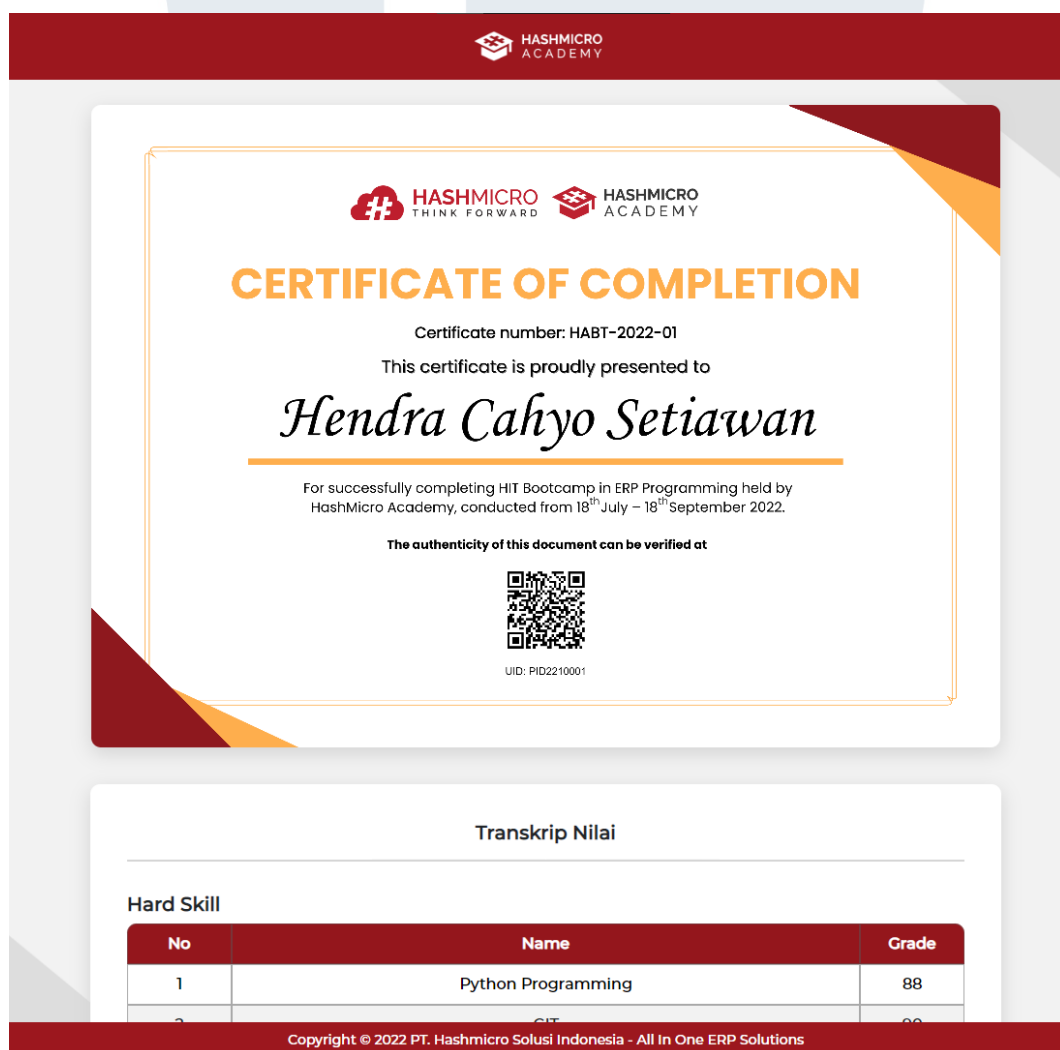 HASHMICRO
ACADEMY
HASHMICRO
THINK FORWARD
HASHMICRO
ACADEMY
CERTIFICATE OF COMPLETION
Certificate number: HABT-2022-01
This certificate is proudly presented to
Hendra Cahyo Setiawan
For successfully completing HIT Bootcamp in ERP Programming held by
HashMicro Academy, conducted from 18th July – 18th September 2022.
The authenticity of this document can be verified at
UID: PID2210001
Transkrip Nilai
Hard Skill
No Name Grade
1 Python Programming 88
Copyright © 2022 PT. Hashmicro Solusi Indonesia - All In One ERP Solutions